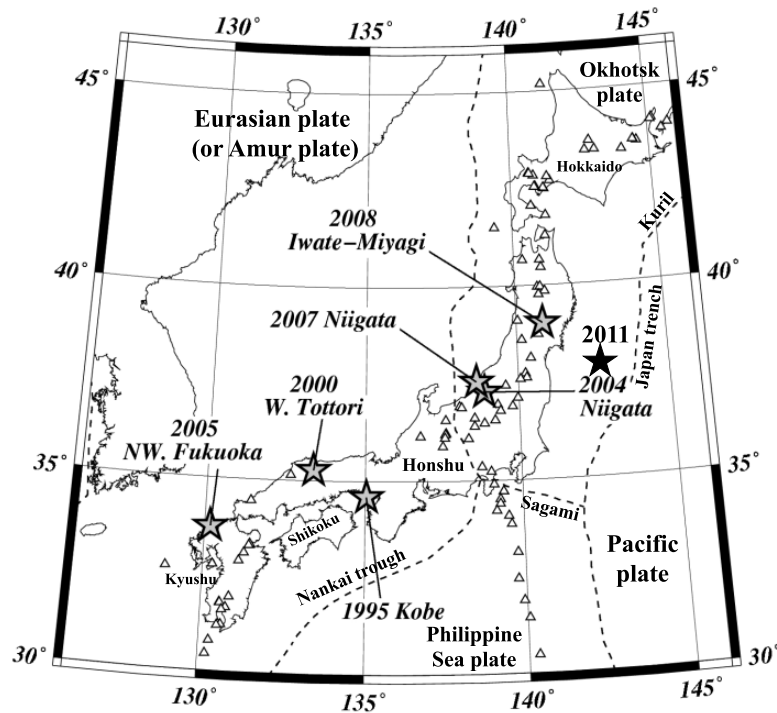 130°
135°
140°
145°
45°
45°
Okhotsk
plate
Eurasian plate
(or Amur plate)
Hokkaido
2008
Iwate−Miyagi
Kuril
40°
40°
2007 Niigata
2011
Japan trench
2004
Niigata
2000
W. Tottori
2005
NW. Fukuoka
35°
35°
Honshu
Shikoku
Sagami
Kyushu
Nankai trough
Pacific
plate
1995 Kobe
Philippine
Sea plate
30°
30°
130°
135°
140°
145°